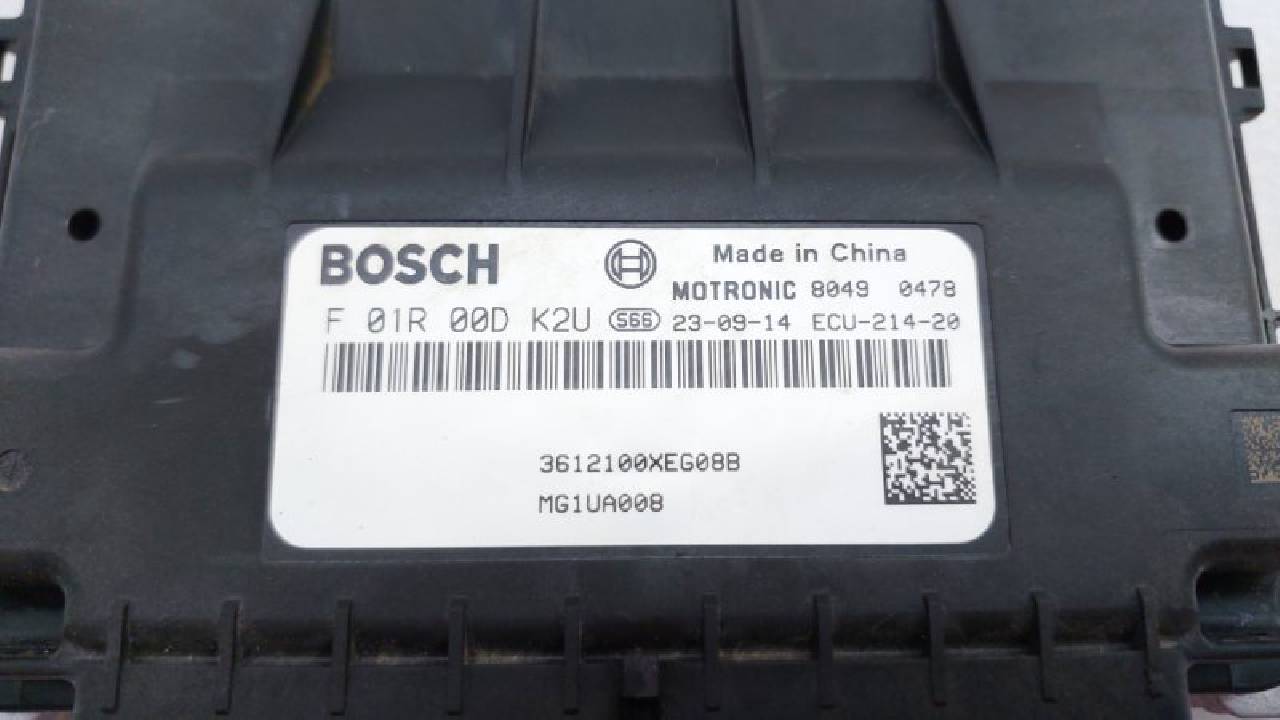 BOSCH
Made in China
MOTRONIC 8049 0478
F 01R 00D K2U S66 23-09-14 ECU-214-20
3612100XEG08B
MG1UA008